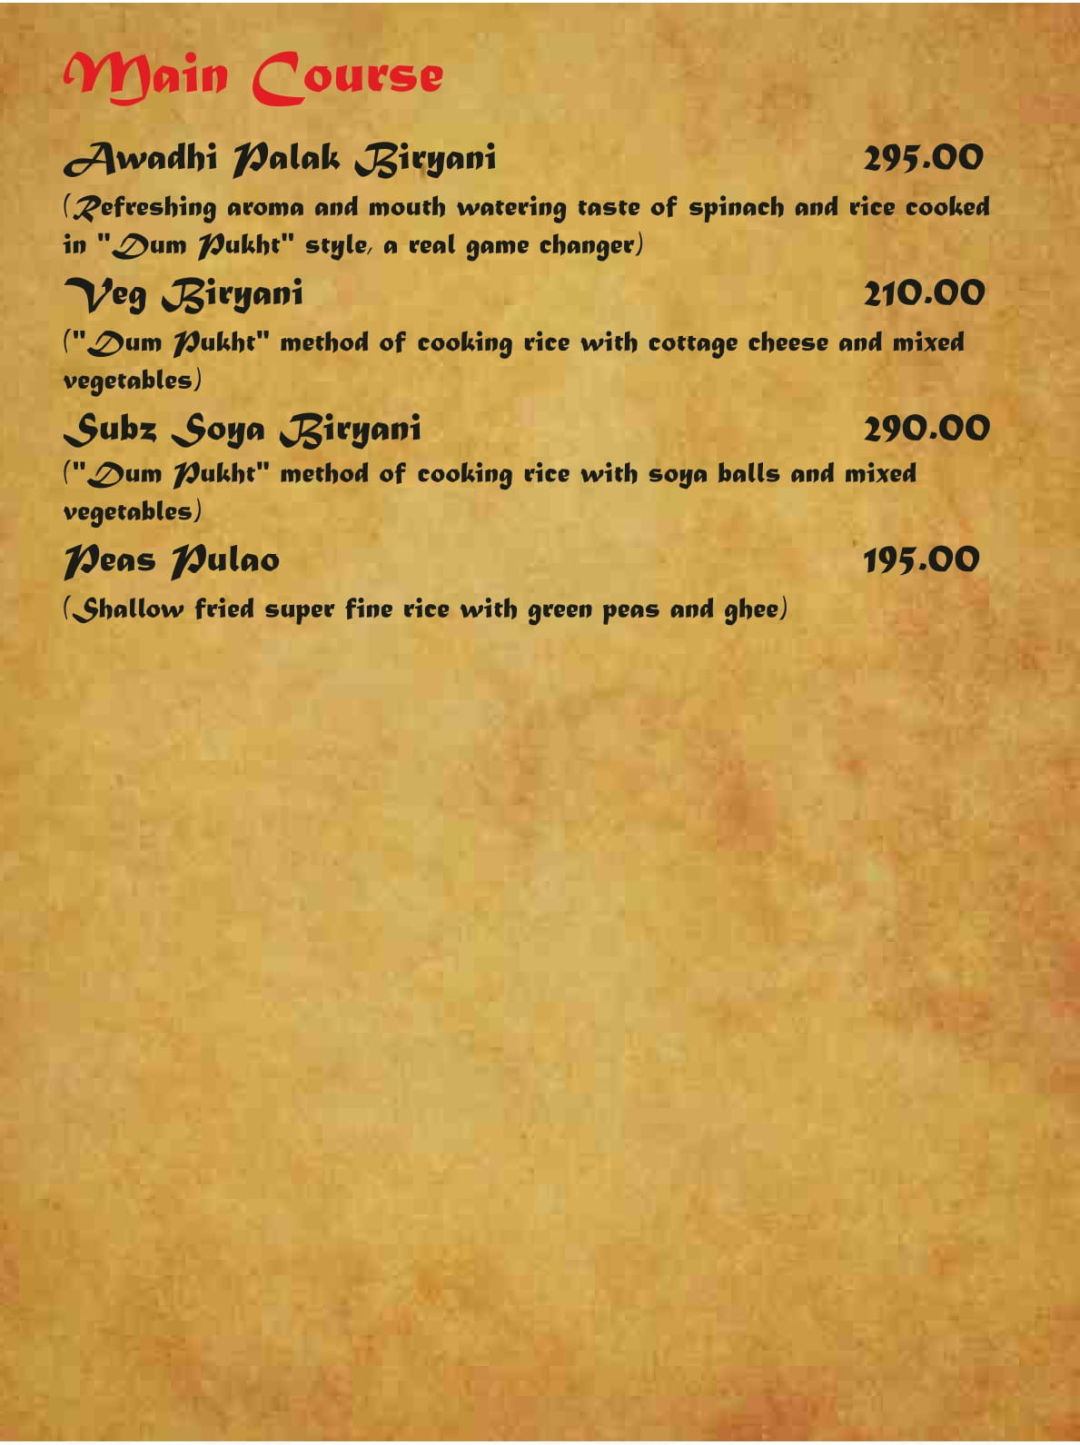 Main Course
Awadhi Palak Biryani 295.00
(Refreshing aroma and mouth watering taste of spinach and rice cooked
in "Dum Pukht" style, a real game changer)
Veg Biryani 210.00
("Dum Pukht" method of cooking rice with cottage cheese and mixed
vegetables)
Subz Soya Biryani 290.00
("Dum Pukht" method of cooking rice with soya balls and mixed
vegetables)
Peas Pulao 195.00
(Shallow fried super fine rice with green peas and ghee)